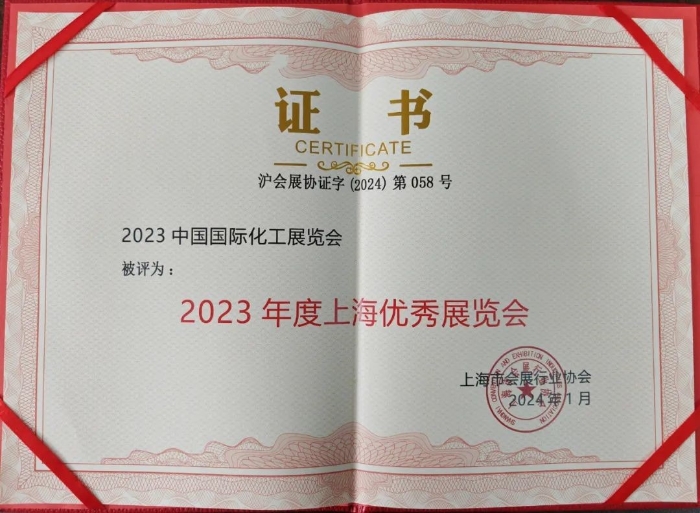 证 书
CERTIFICATE
沪会展协证字(2024)第058号
2023中国国际化工展览会
被评为：
2023年度上海优秀展览会
上海市会展行业协会
2024年1月